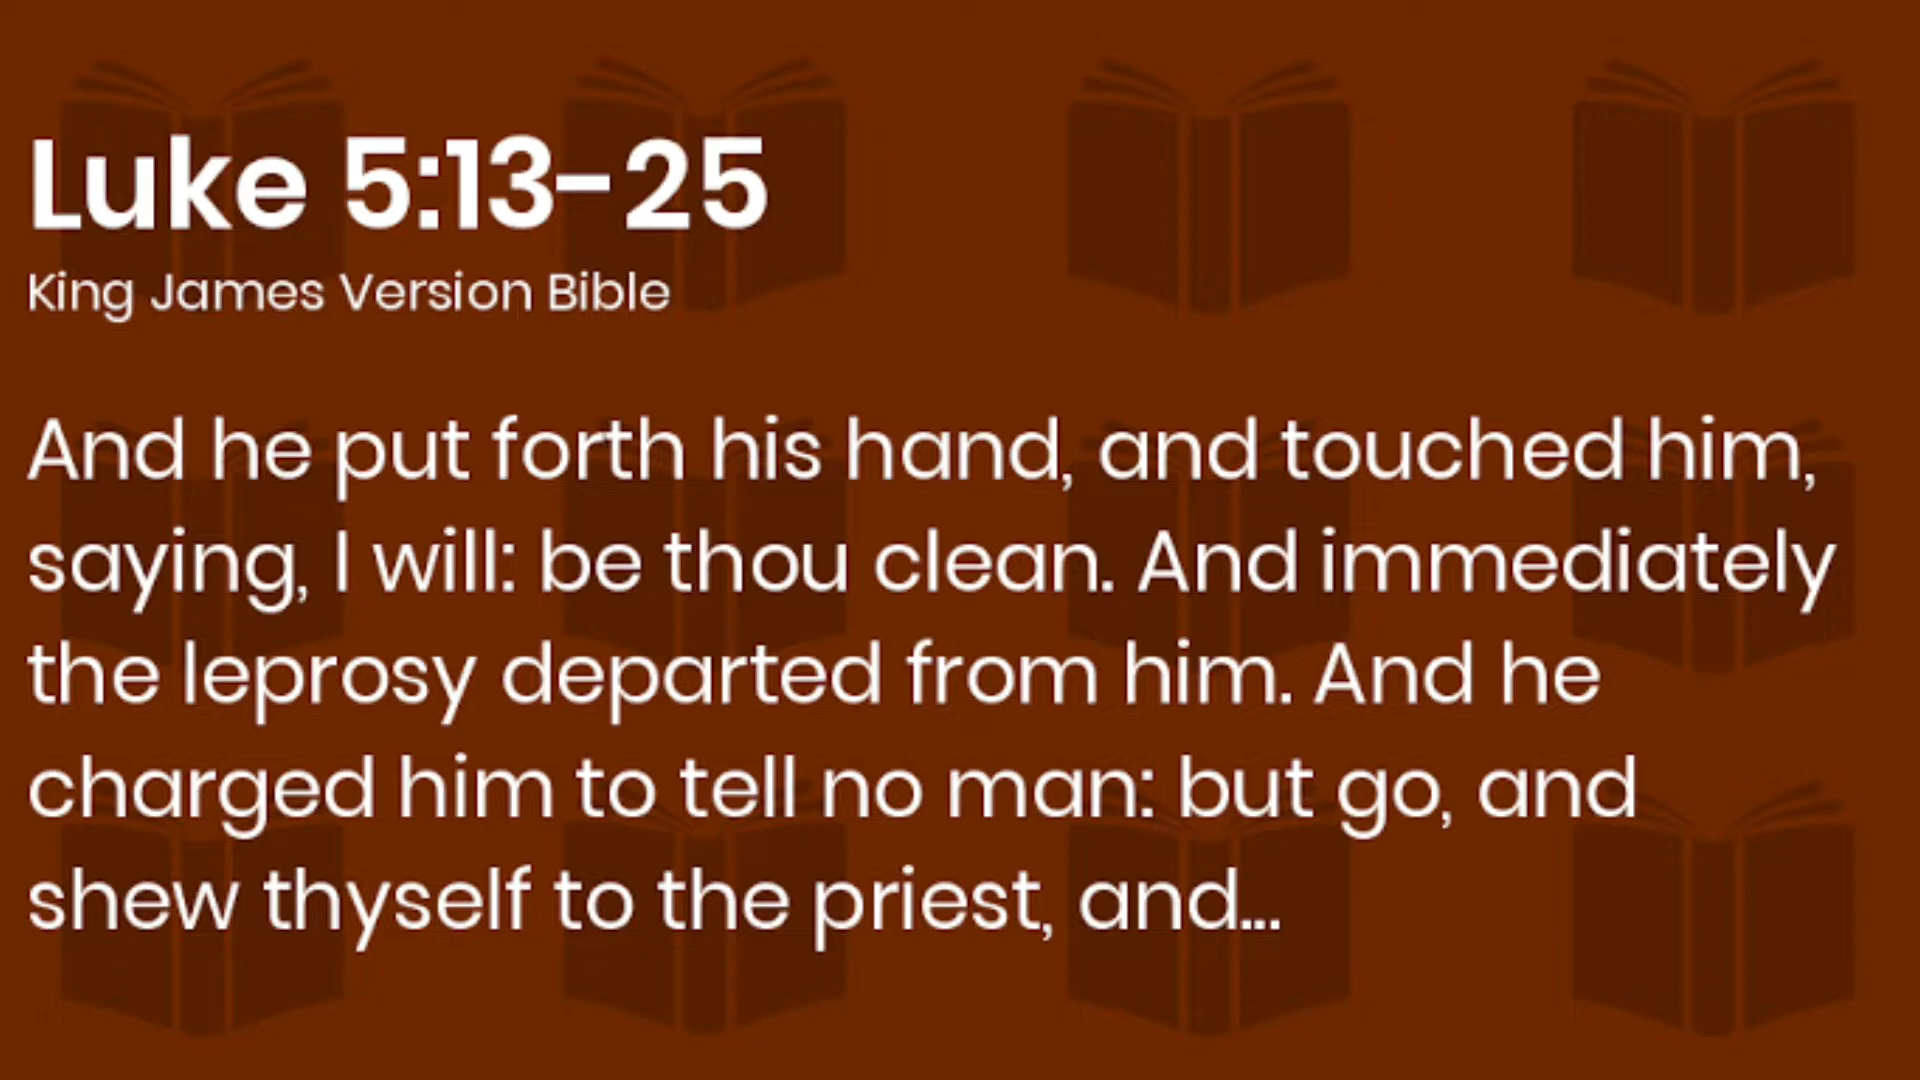 Luke 5:13-25
King James Version Bible
And he put forth his hand, and touched him,
saying, I will: be thou clean. And immediately
the leprosy departed from him. And he
charged him to tell no man: but go, and
shew thyself to the priest, and...